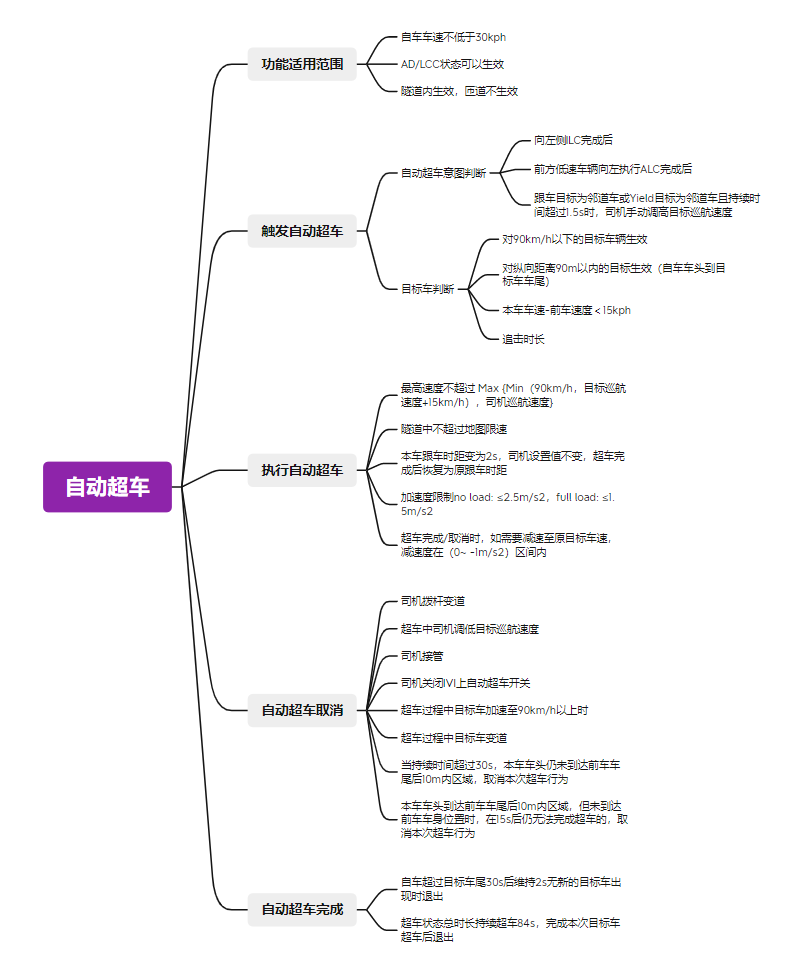 自动超车
功能适用范围
自车车速不低于30kph
AD/LCC状态可以生效
隧道内生效，匝道不生效
触发自动超车
自动超车意图判断
向左侧ILC完成后
前方低速车辆向左执行ALC完成后
跟车目标为邻道车或Yield目标为邻道车且持续时
间超过1.5s时，司机手动调高目标巡航速度
目标车判断
对90km/h以下的目标车辆生效
对纵向距离90m以内的目标生效（自车车头到目
标车车尾）
本车车速-前车速度＜15kph
追击时长
执行自动超车
最高速度不超过 Max {Min（90km/h，目标巡航
速度+15km/h），司机巡航速度}
隧道中不超过地图限速
本车跟车时距变为2s，司机设置值不变，超车完
成后恢复为原跟车时距
加速度限制no load: ≤2.5m/s2，full load: ≤1.
5m/s2
超车完成/取消时，如需要减速至原目标车速，
减速度在（0~ -1m/s2）区间内
自动超车取消
司机拨杆变道
超车中司机调低目标巡航速度
司机接管
司机关闭IVI上自动超车开关
超车过程中目标车加速至90km/h以上时
超车过程中目标车变道
当持续时间超过30s，本车车头仍未到达前车车
尾后10m内区域，取消本次超车行为
本车车头到达前车车尾后10m内区域，但未到达
前车车身位置时，在15s后仍无法完成超车的，取
消本次超车行为
自动超车完成
自车超过目标车尾30s后维持2s无新的目标车出
现时退出
超车状态总时长持续超车84s，完成本次目标车
超车后退出